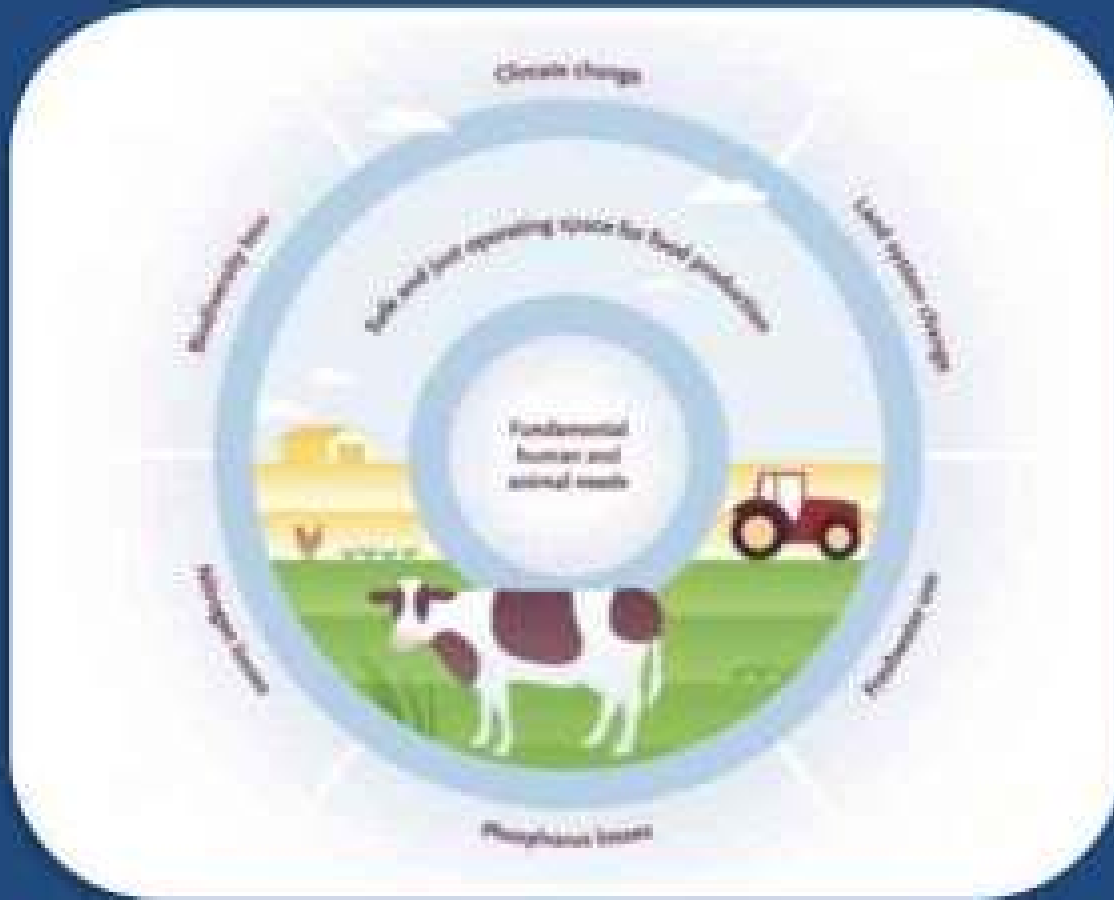 Climate change
Land system change
Freshwater use
Phosphorus losses
Nitrogen losses
Biodiversity loss
Safe and just operating space for food production
Fundamental
human and
animal needs